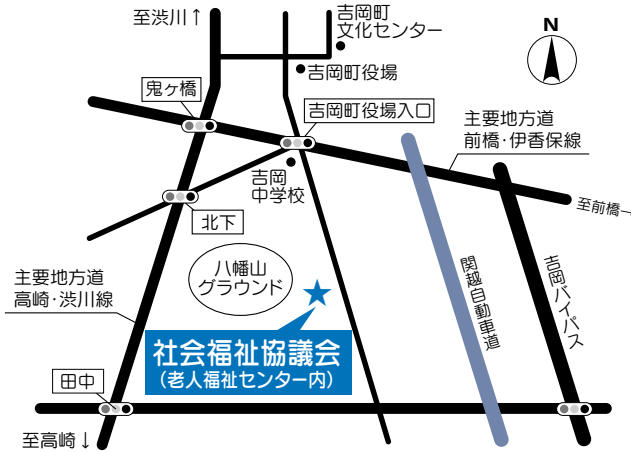 至渋川↑
吉岡町
文化センター
N
吉岡町役場
鬼ヶ橋
吉岡町役場入口
主要地方道
前橋・伊香保線
吉岡
中学校
至前橋→
北下
八幡山
グラウンド
主要地方道
高崎・渋川線
関越自動車道
吉岡バイパス
社会福祉協議会
(老人福祉センター内)
田中
至高崎↓